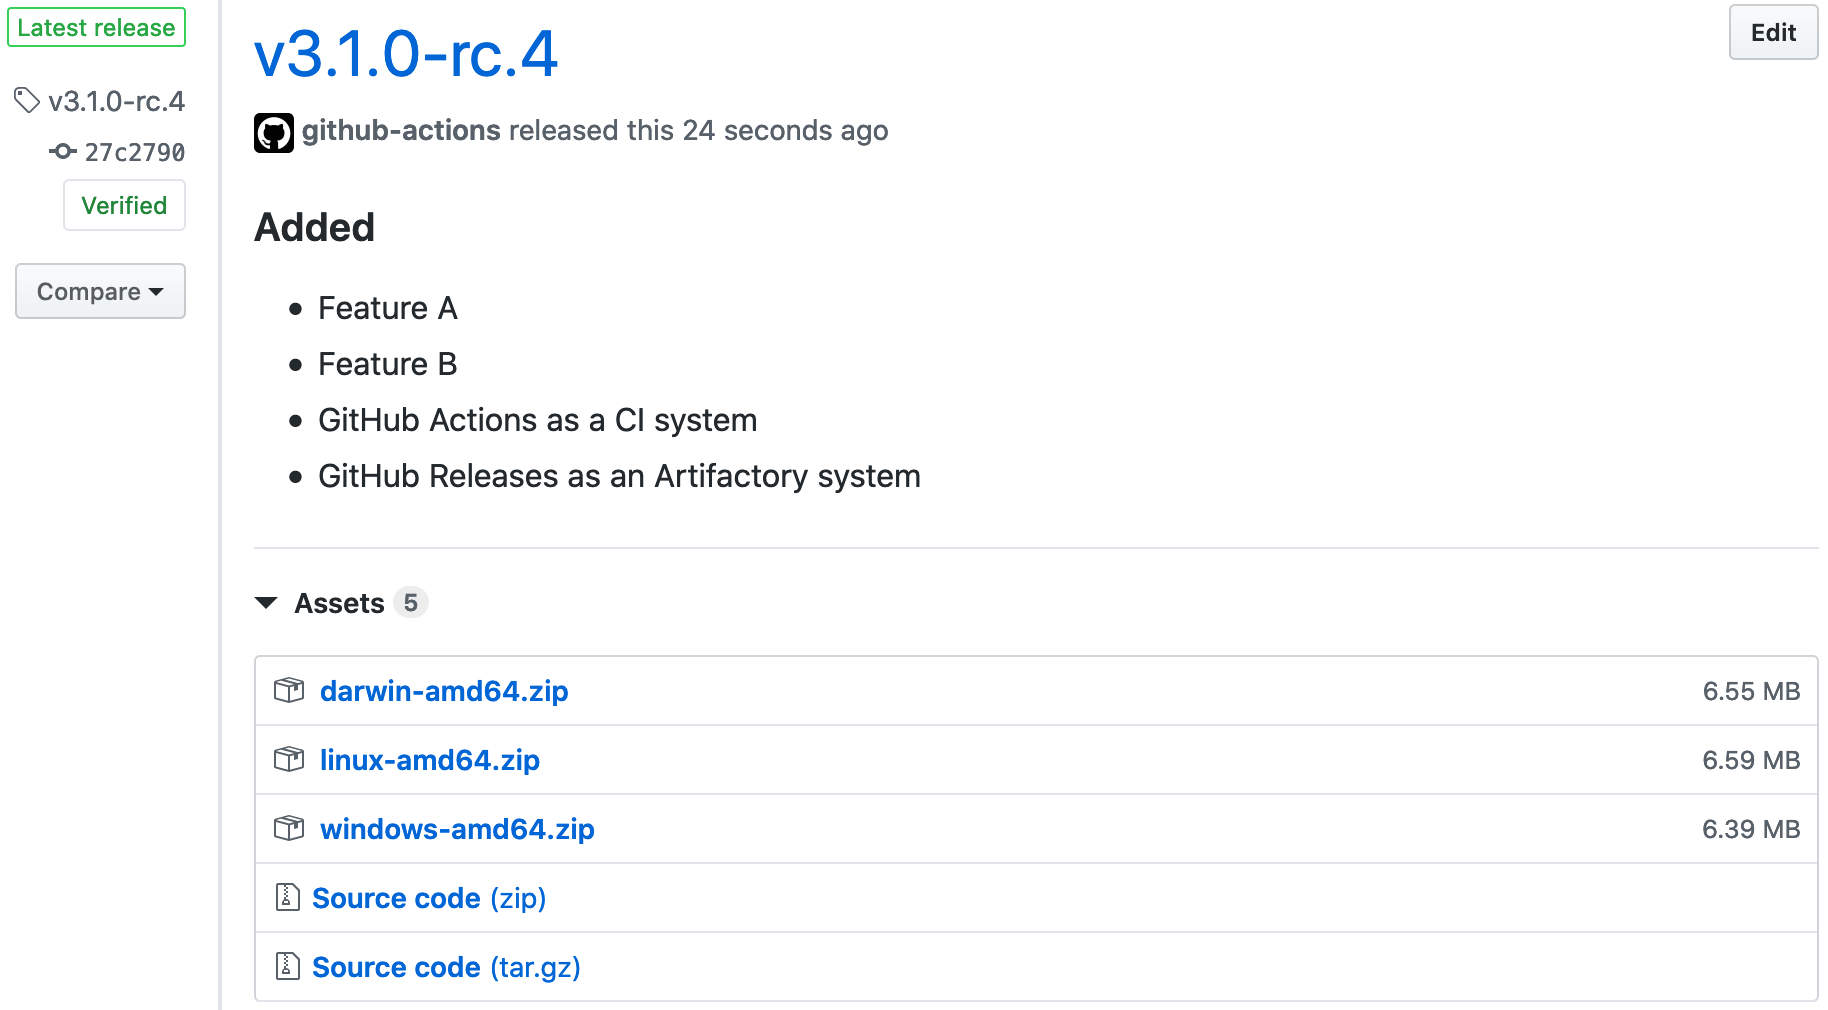 Latest release
v3.1.0-rc.4
27c2790
Verified
Compare
v3.1.0-rc.4
Edit
github-actions released this 24 seconds ago
Added
Feature A
Feature B
GitHub Actions as a CI system
GitHub Releases as an Artifactory system
Assets 5
darwin-amd64.zip 6.55 MB
linux-amd64.zip 6.59 MB
windows-amd64.zip 6.39 MB
Source code (zip)
Source code (tar.gz)